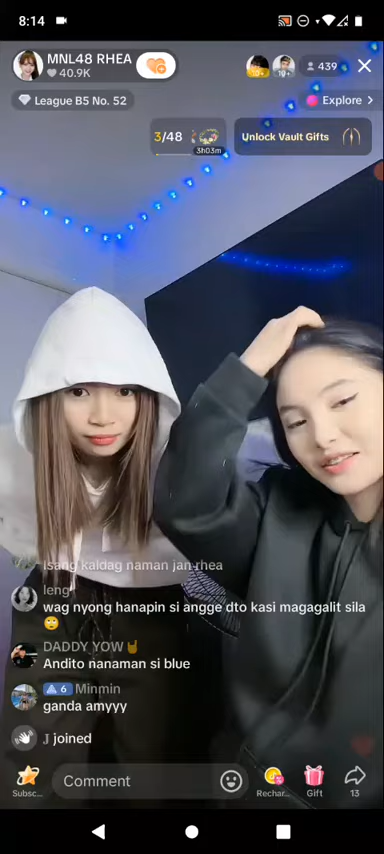 8:14
MNL48 RHEA
40.9K
10+
10+
439
League B5 No. 52
Explore >
3/48
3h03m
Unlock Vault Gifts
isang kaldag naman jan rhea
leng
wag nyong hanapin si angge dto kasi magagalit sila
🙄
DADDY YOW🤘
Andito nanaman si blue
6 Minmin
ganda amyyy
J joined
Comment
Subsc...
Rechar...
Gift
13